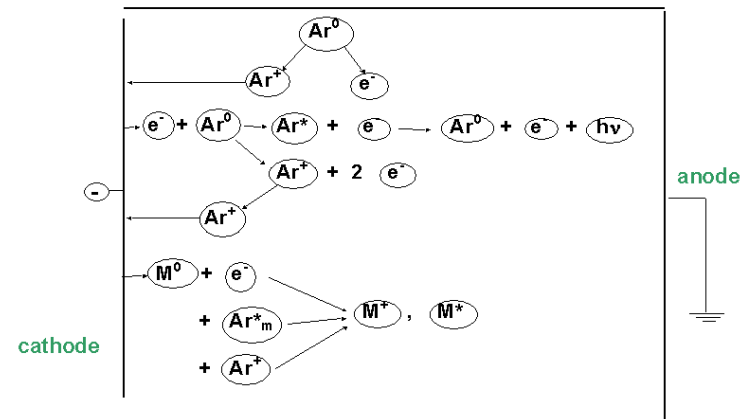 Ar⁰
Ar⁺ e⁻
e⁻ + Ar⁰ Ar* + e⁻ Ar⁰ + e⁻ + hν
Ar⁺ + 2 e⁻
anode
-
Ar⁺
M⁰ + e⁻
+ Ar*ₘ M⁺ , M*
cathode
+ Ar⁺